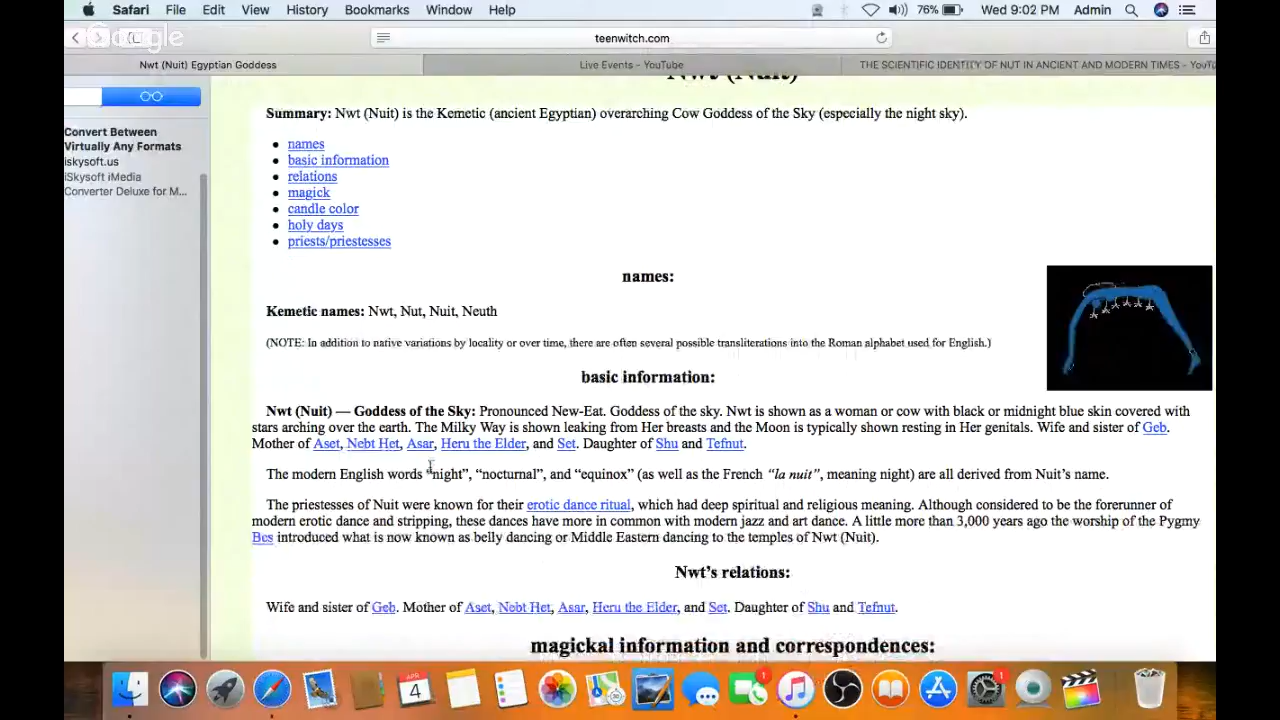 Safari File Edit View History Bookmarks Window Help 76% Wed 9:02 PM Admin
Google
teenwitch.com
Nwt (Nuit) Egyptian Goddess Live Events - YouTube THE SCIENTIFIC IDENTITY OF NUT IN ANCIENT AND MODERN TIMES - YouTu
Nwt (Nuit)
Convert Between
Virtually Any Formats
iskysoft.us
iSkysoft iMedia
Converter Deluxe for M...
Summary: Nwt (Nuit) is the Kemetic (ancient Egyptian) overarching Cow Goddess of the Sky (especially the night sky).
names
basic information
relations
magick
candle color
holy days
priests/priestesses
names:
Kemetic names: Nwt, Nut, Nuit, Neuth
(NOTE: In addition to native variations by locality or over time, there are often several possible transliterations into the Roman alphabet used for English.)
basic information:
Nwt (Nuit) — Goddess of the Sky: Pronounced New-Eat. Goddess of the sky. Nwt is shown as a woman or cow with black or midnight blue skin covered with
stars arching over the earth. The Milky Way is shown leaking from Her breasts and the Moon is typically shown resting in Her genitals. Wife and sister of Geb.
Mother of Aset, Nebt Het, Asar, Heru the Elder, and Set. Daughter of Shu and Tefnut.
The modern English words “night”, “nocturnal”, and “equinox” (as well as the French “la nuit”, meaning night) are all derived from Nuit’s name.
The priestesses of Nuit were known for their erotic dance ritual, which had deep spiritual and religious meaning. Although considered to be the forerunner of
modern erotic dance and stripping, these dances have more in common with modern jazz and art dance. A little more than 3,000 years ago the worship of the Pygmy
Bes introduced what is now known as belly dancing or Middle Eastern dancing to the temples of Nwt (Nuit).
Nwt’s relations:
Wife and sister of Geb. Mother of Aset, Nebt Het, Asar, Heru the Elder, and Set. Daughter of Shu and Tefnut.
magickal information and correspondences:
APR
4
1
1